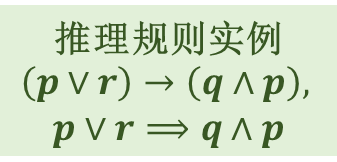 推理规则实例
(p ∨ r) → (q ∧ p),
p ∨ r ⟹ q ∧ p